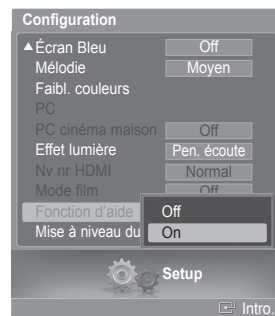 Configuration
▲Écran Bleu Off
Mélodie Moyen
Faibl. couleurs
PC
PC cinéma maison Off
Effet lumière Pen. écoute
Nv nr HDMI Normal
Mode film Off
Fonction d'aide Off
Mise à niveau du On
Setup
Intro.